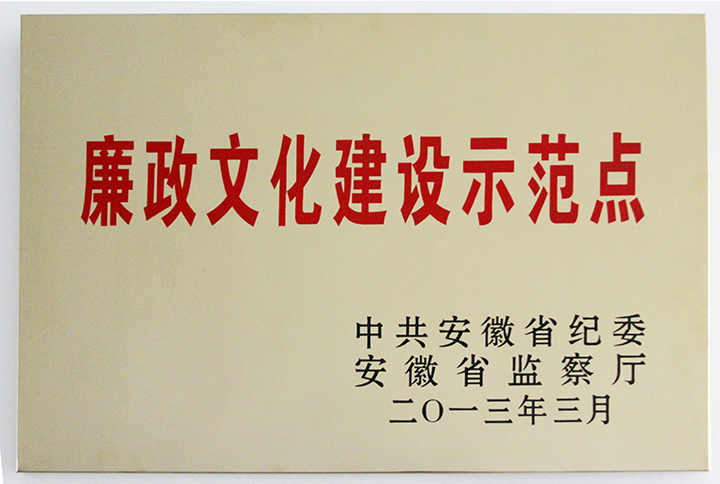 廉政文化建设示范点
中共安徽省纪委
安徽省监察厅
二〇一三年三月